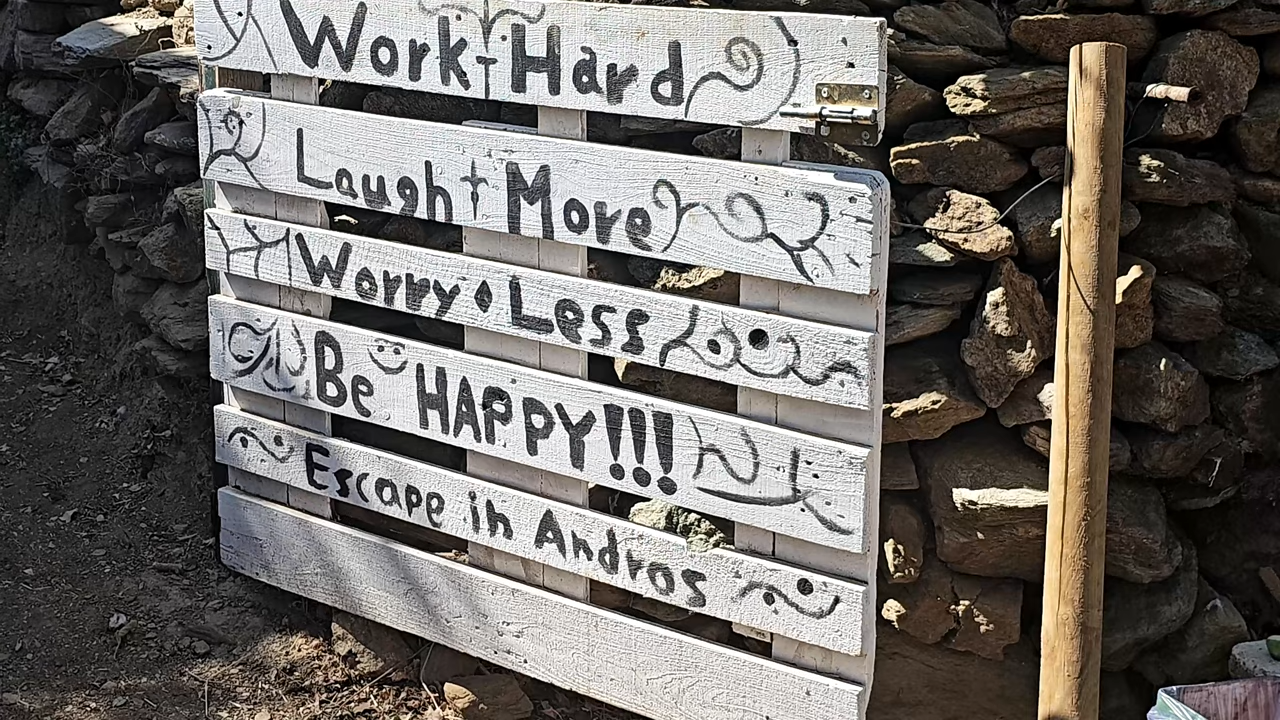 Work Hard
Laugh More
Worry Less
Be HAPPY!!!
Escape in Andros